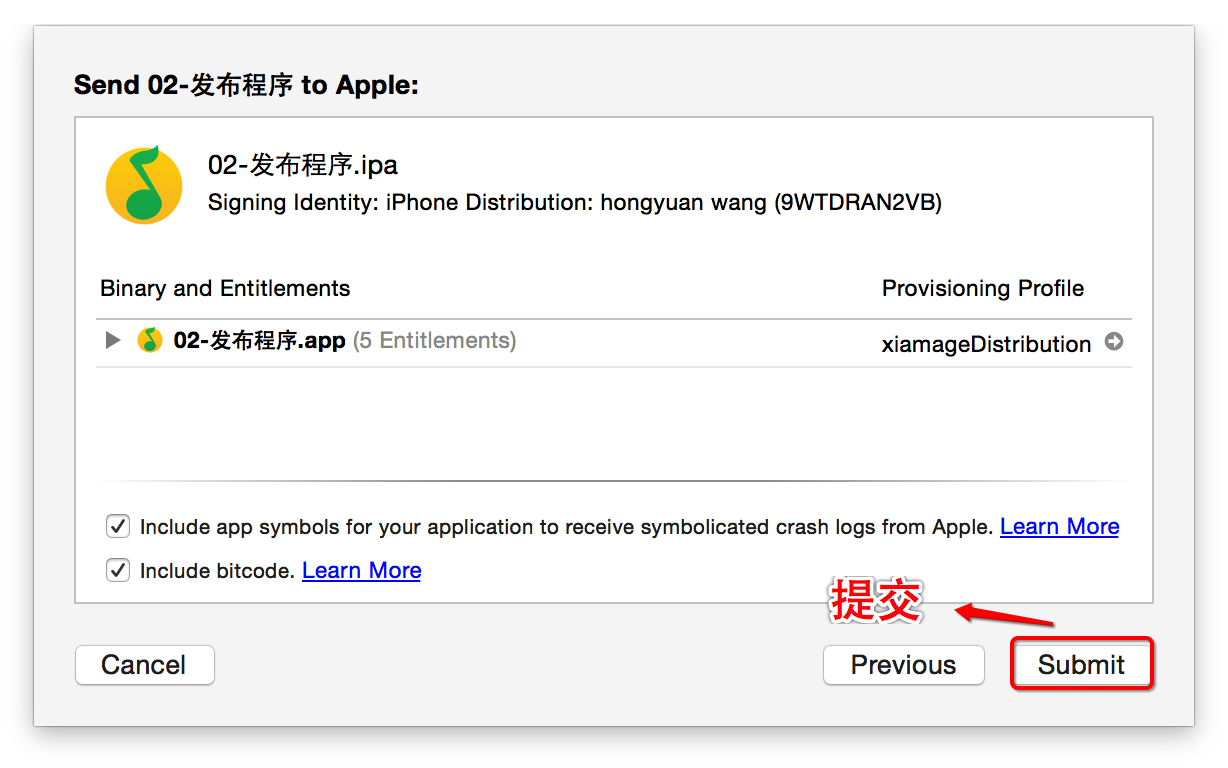 Send 02-发布程序 to Apple:
02-发布程序.ipa
Signing Identity: iPhone Distribution: hongyuan wang (9WTDRAN2VB)
Binary and Entitlements Provisioning Profile
02-发布程序.app (5 Entitlements) xiamageDistribution
Include app symbols for your application to receive symbolicated crash logs from Apple. Learn More
Include bitcode. Learn More
提交
Cancel Previous Submit